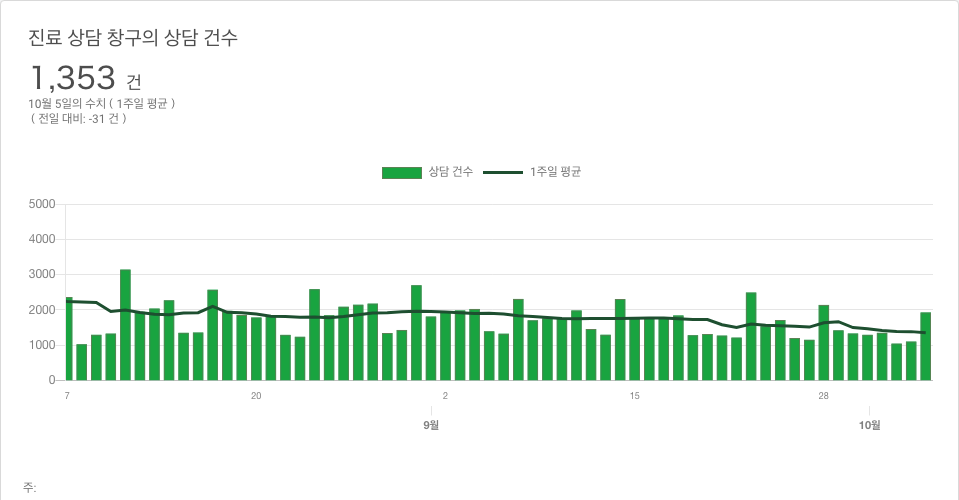 진료 상담 창구의 상담 건수
1,353 건
10월 5일의 수치 ( 1주일 평균 )
( 전일 대비: -31 건 )
상담 건수 1주일 평균
5000
4000
3000
2000
1000
0
7 20 2 15 28
9월 10월
주: